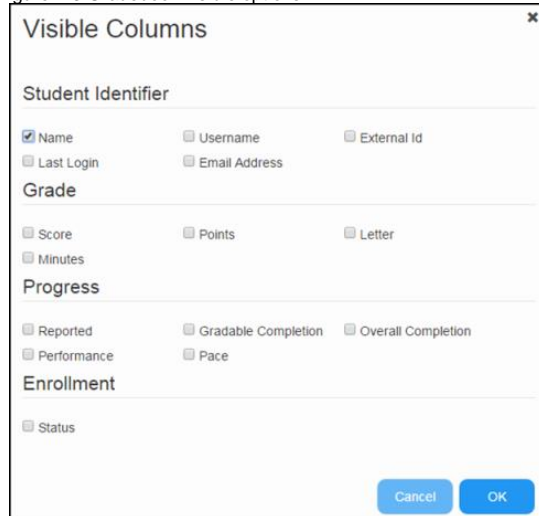 Visible Columns
Student Identifier
Name Username External Id
Last Login Email Address
Grade
Score Points Letter
Minutes
Progress
Reported Gradable Completion Overall Completion
Performance Pace
Enrollment
Status
Cancel OK